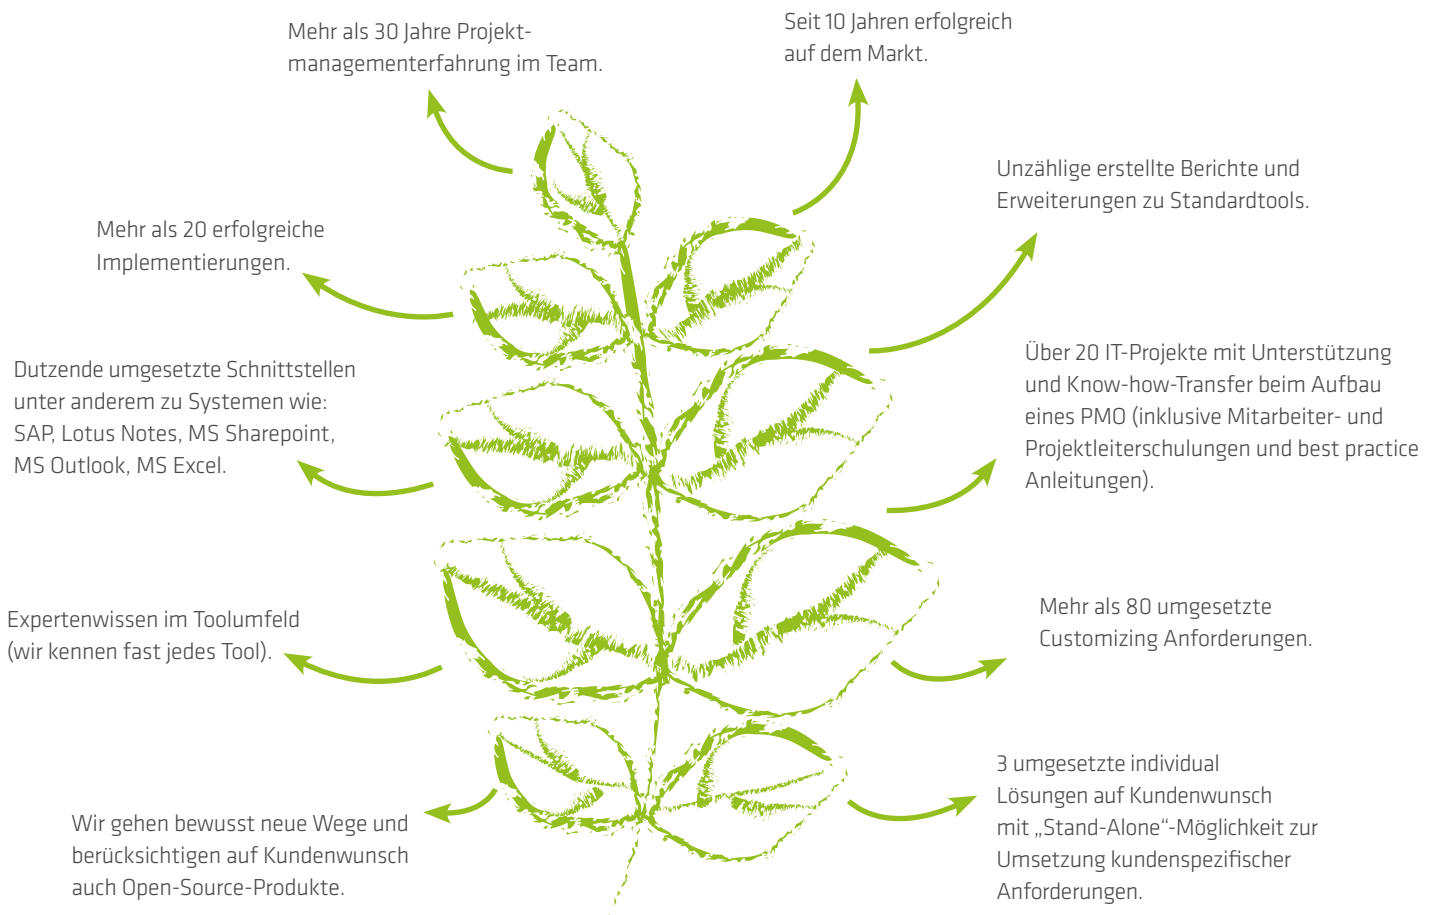 Mehr als 30 Jahre Projekt-
managementerfahrung im Team.
Seit 10 Jahren erfolgreich
auf dem Markt.
Unzählige erstellte Berichte und
Erweiterungen zu Standardtools.
Mehr als 20 erfolgreiche
Implementierungen.
Über 20 IT-Projekte mit Unterstützung
und Know-how-Transfer beim Aufbau
eines PMO (inklusive Mitarbeiter- und
Projektleiterschulungen und best practice
Anleitungen).
Dutzende umgesetzte Schnittstellen
unter anderem zu Systemen wie:
SAP, Lotus Notes, MS Sharepoint,
MS Outlook, MS Excel.
Mehr als 80 umgesetzte
Customizing Anforderungen.
Expertenwissen im Toolumfeld
(wir kennen fast jedes Tool).
3 umgesetzte individual
Lösungen auf Kundenwunsch
mit „Stand-Alone“-Möglichkeit zur
Umsetzung kundenspezifischer
Anforderungen.
Wir gehen bewusst neue Wege und
berücksichtigen auf Kundenwunsch
auch Open-Source-Produkte.